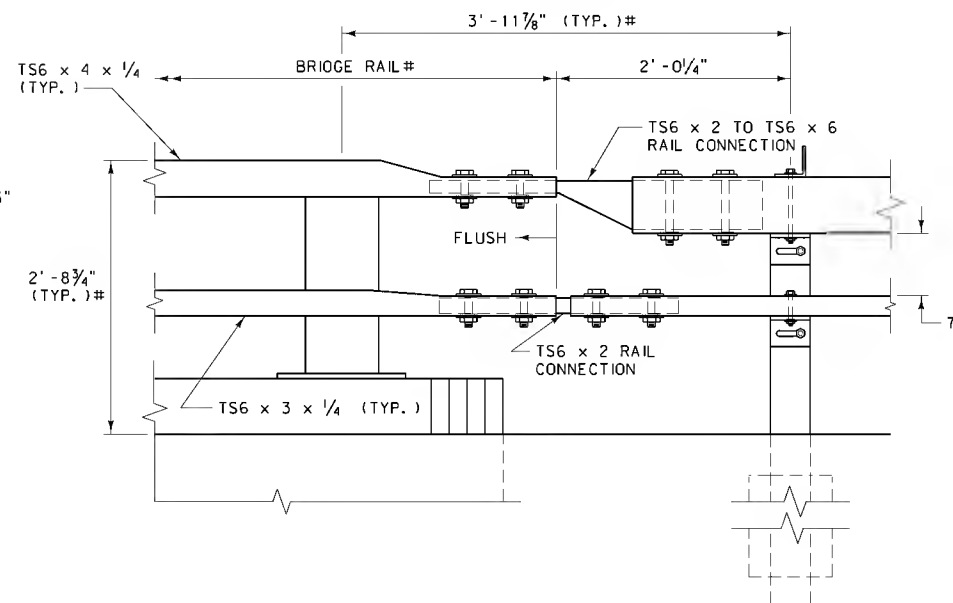 3'-11⅞" (TYP.)#
TS6 x 4 x ¼
(TYP.)
BRIDGE RAIL#
2'-0¼"
TS6 x 2 TO TS6 x 6
RAIL CONNECTION
FLUSH
2'-8¾"
(TYP.)#
7
TS6 x 2 RAIL
CONNECTION
TS6 x 3 x ¼ (TYP.)